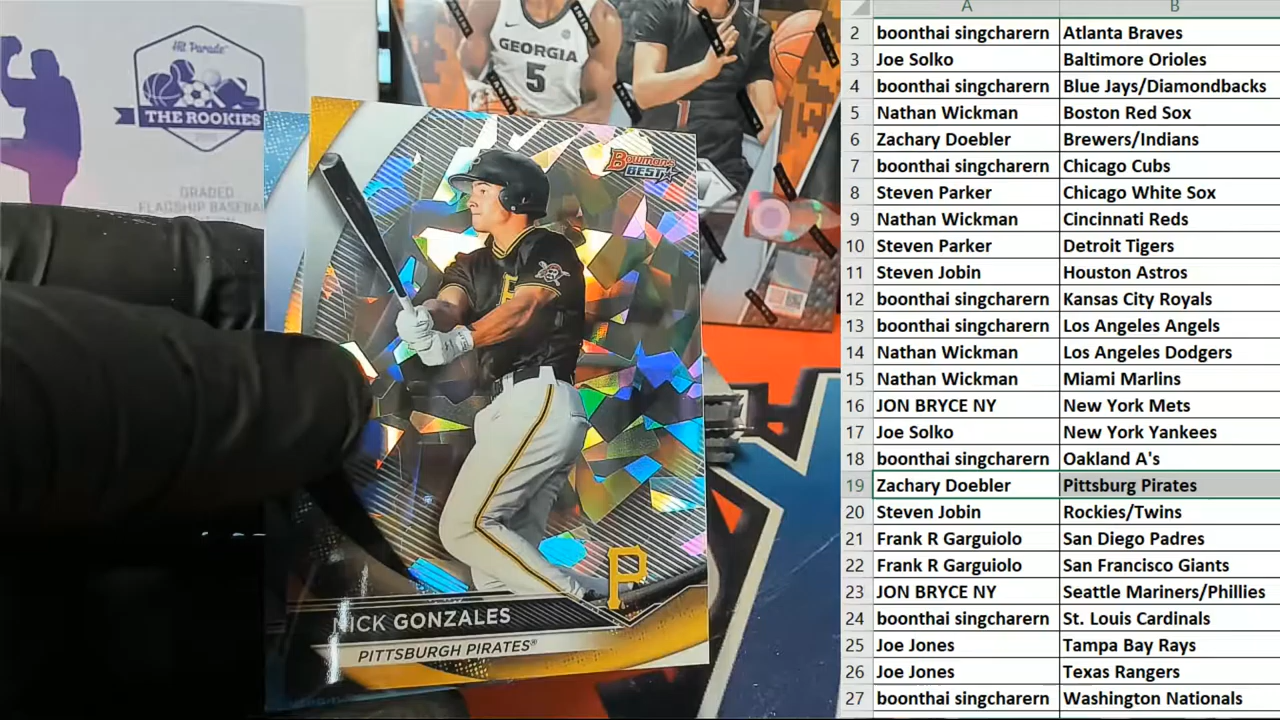 Hit Parade
THE ROOKIES
GRADED
FLAGSHIP BASEBA
GEORGIA
5
Bowman's
BEST
P
NICK GONZALES
PITTSBURGH PIRATES®
A B
2 boonthai singcharern Atlanta Braves
3 Joe Solko Baltimore Orioles
4 boonthai singcharern Blue Jays/Diamondbacks
5 Nathan Wickman Boston Red Sox
6 Zachary Doebler Brewers/Indians
7 boonthai singcharern Chicago Cubs
8 Steven Parker Chicago White Sox
9 Nathan Wickman Cincinnati Reds
10 Steven Parker Detroit Tigers
11 Steven Jobin Houston Astros
12 boonthai singcharern Kansas City Royals
13 boonthai singcharern Los Angeles Angels
14 Nathan Wickman Los Angeles Dodgers
15 Nathan Wickman Miami Marlins
16 JON BRYCE NY New York Mets
17 Joe Solko New York Yankees
18 boonthai singcharern Oakland A's
19 Zachary Doebler Pittsburg Pirates
20 Steven Jobin Rockies/Twins
21 Frank R Garguiolo San Diego Padres
22 Frank R Garguiolo San Francisco Giants
23 JON BRYCE NY Seattle Mariners/Phillies
24 boonthai singcharern St. Louis Cardinals
25 Joe Jones Tampa Bay Rays
26 Joe Jones Texas Rangers
27 boonthai singcharern Washington Nationals